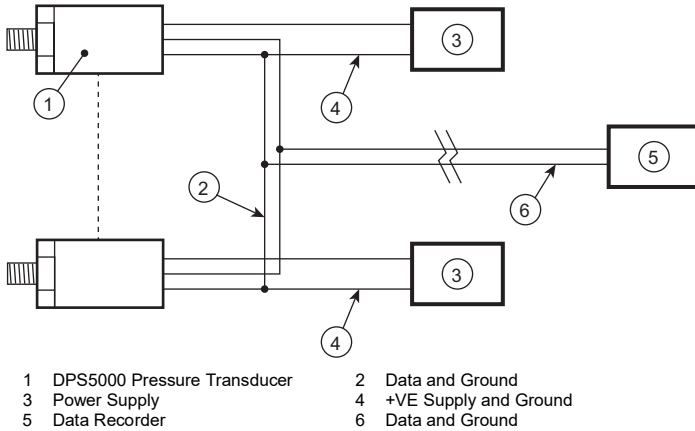 3
1
4
2
5
6
3
4
1 DPS5000 Pressure Transducer 2 Data and Ground
3 Power Supply 4 +VE Supply and Ground
5 Data Recorder 6 Data and Ground